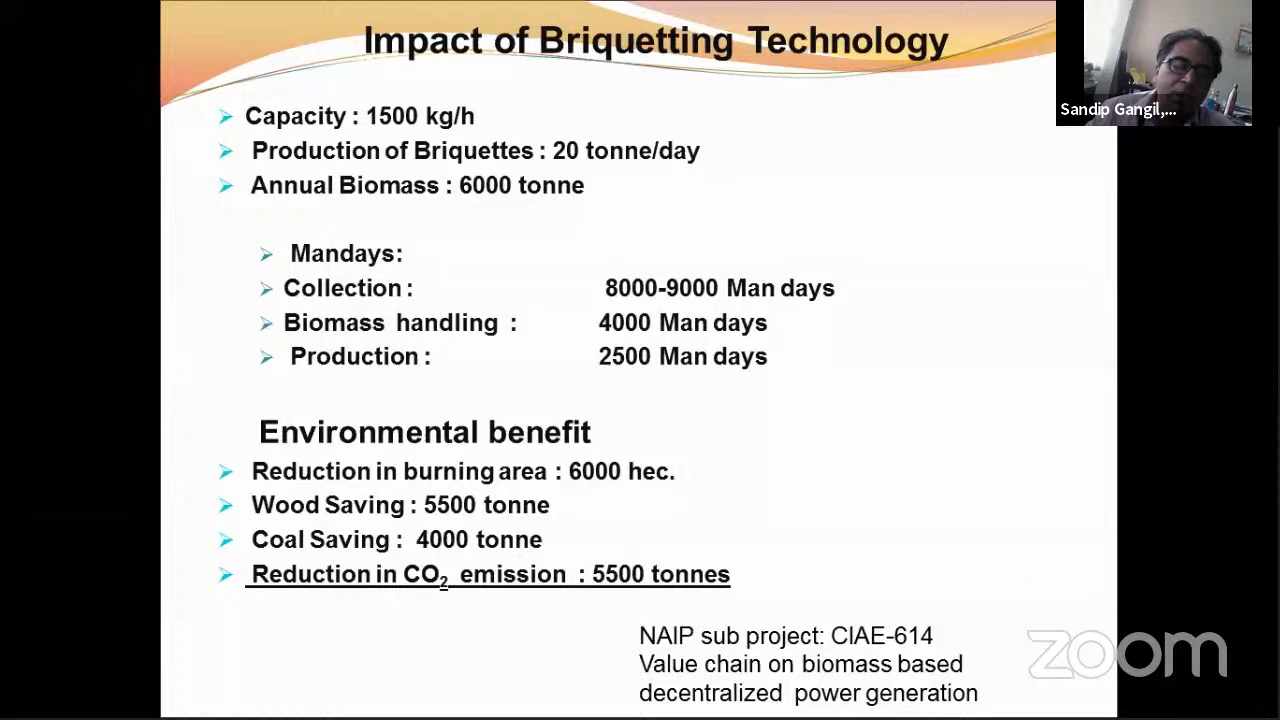 Impact of Briquetting Technology
Sandip Gangil,...
Capacity : 1500 kg/h
Production of Briquettes : 20 tonne/day
Annual Biomass : 6000 tonne
Mandays:
Collection : 8000-9000 Man days
Biomass handling : 4000 Man days
Production : 2500 Man days
Environmental benefit
Reduction in burning area : 6000 hec.
Wood Saving : 5500 tonne
Coal Saving : 4000 tonne
Reduction in CO₂ emission : 5500 tonnes
NAIP sub project: CIAE-614
Value chain on biomass based
decentralized power generation
zoom